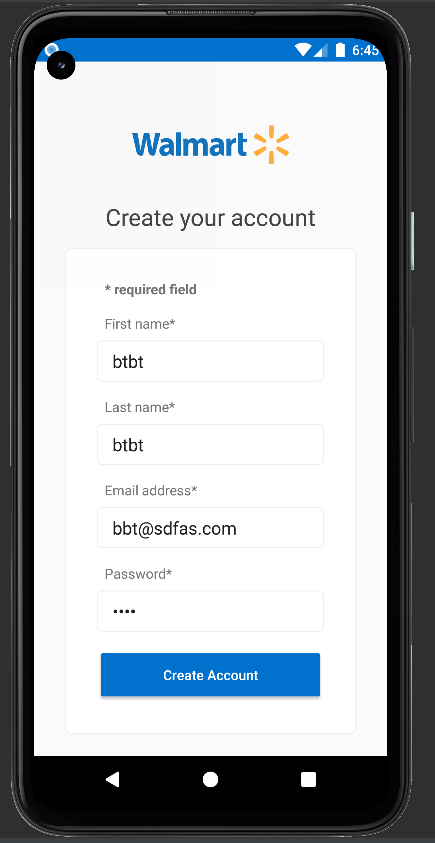 6:45
Walmart
Create your account
* required field
First name*
btbt
Last name*
btbt
Email address*
bbt@sdfas.com
Password*
••••
Create Account